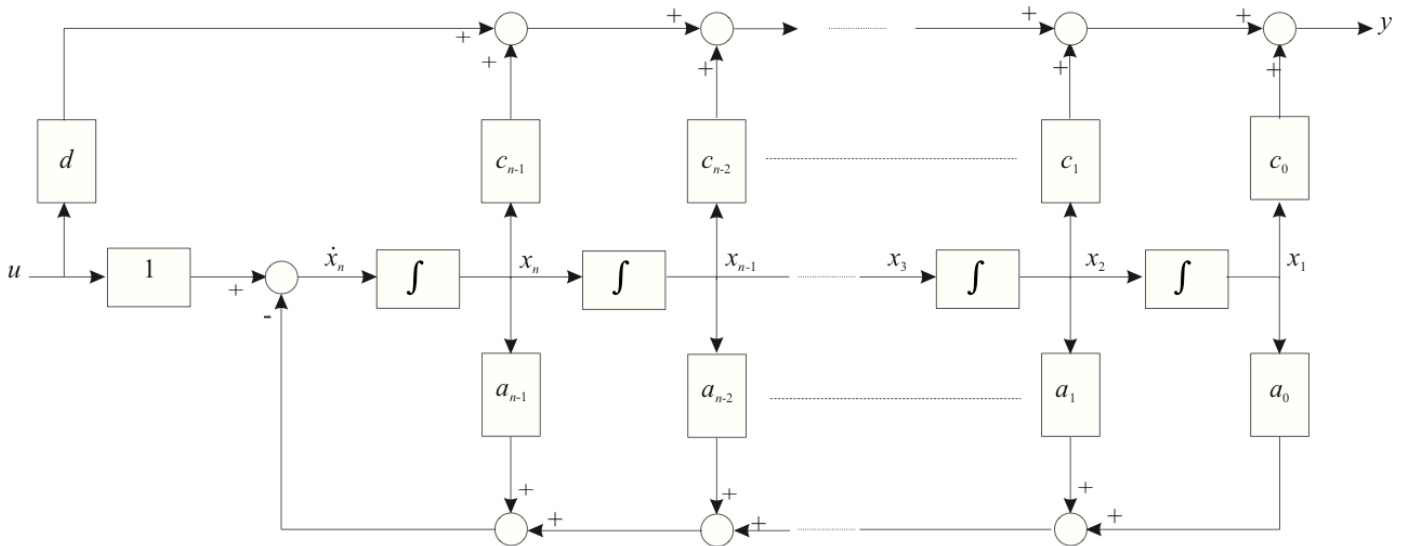 + + + + y
+ + + +
d c_{n-1} c_{n-2} c_1 c_0
u 1 + ẋ_n ∫ x_n ∫ x_{n-1} x_3 ∫ x_2 ∫ x_1
-
a_{n-1} a_{n-2} a_1 a_0
+ + +
+ + +